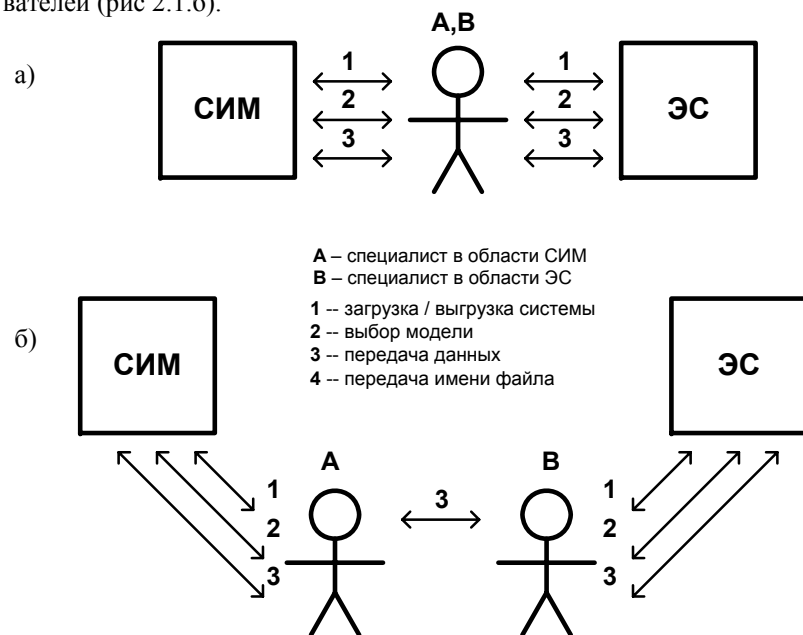 вателей (рис 2.1.б).
А,В
а)
СИМ
1
2
3
1
2
3
ЭС
А – специалист в области СИМ
В – специалист в области ЭС
1 -- загрузка / выгрузка системы
2 -- выбор модели
3 -- передача данных
4 -- передача имени файла
б)
СИМ
ЭС
А
В
1
2
3
3
1
2
3